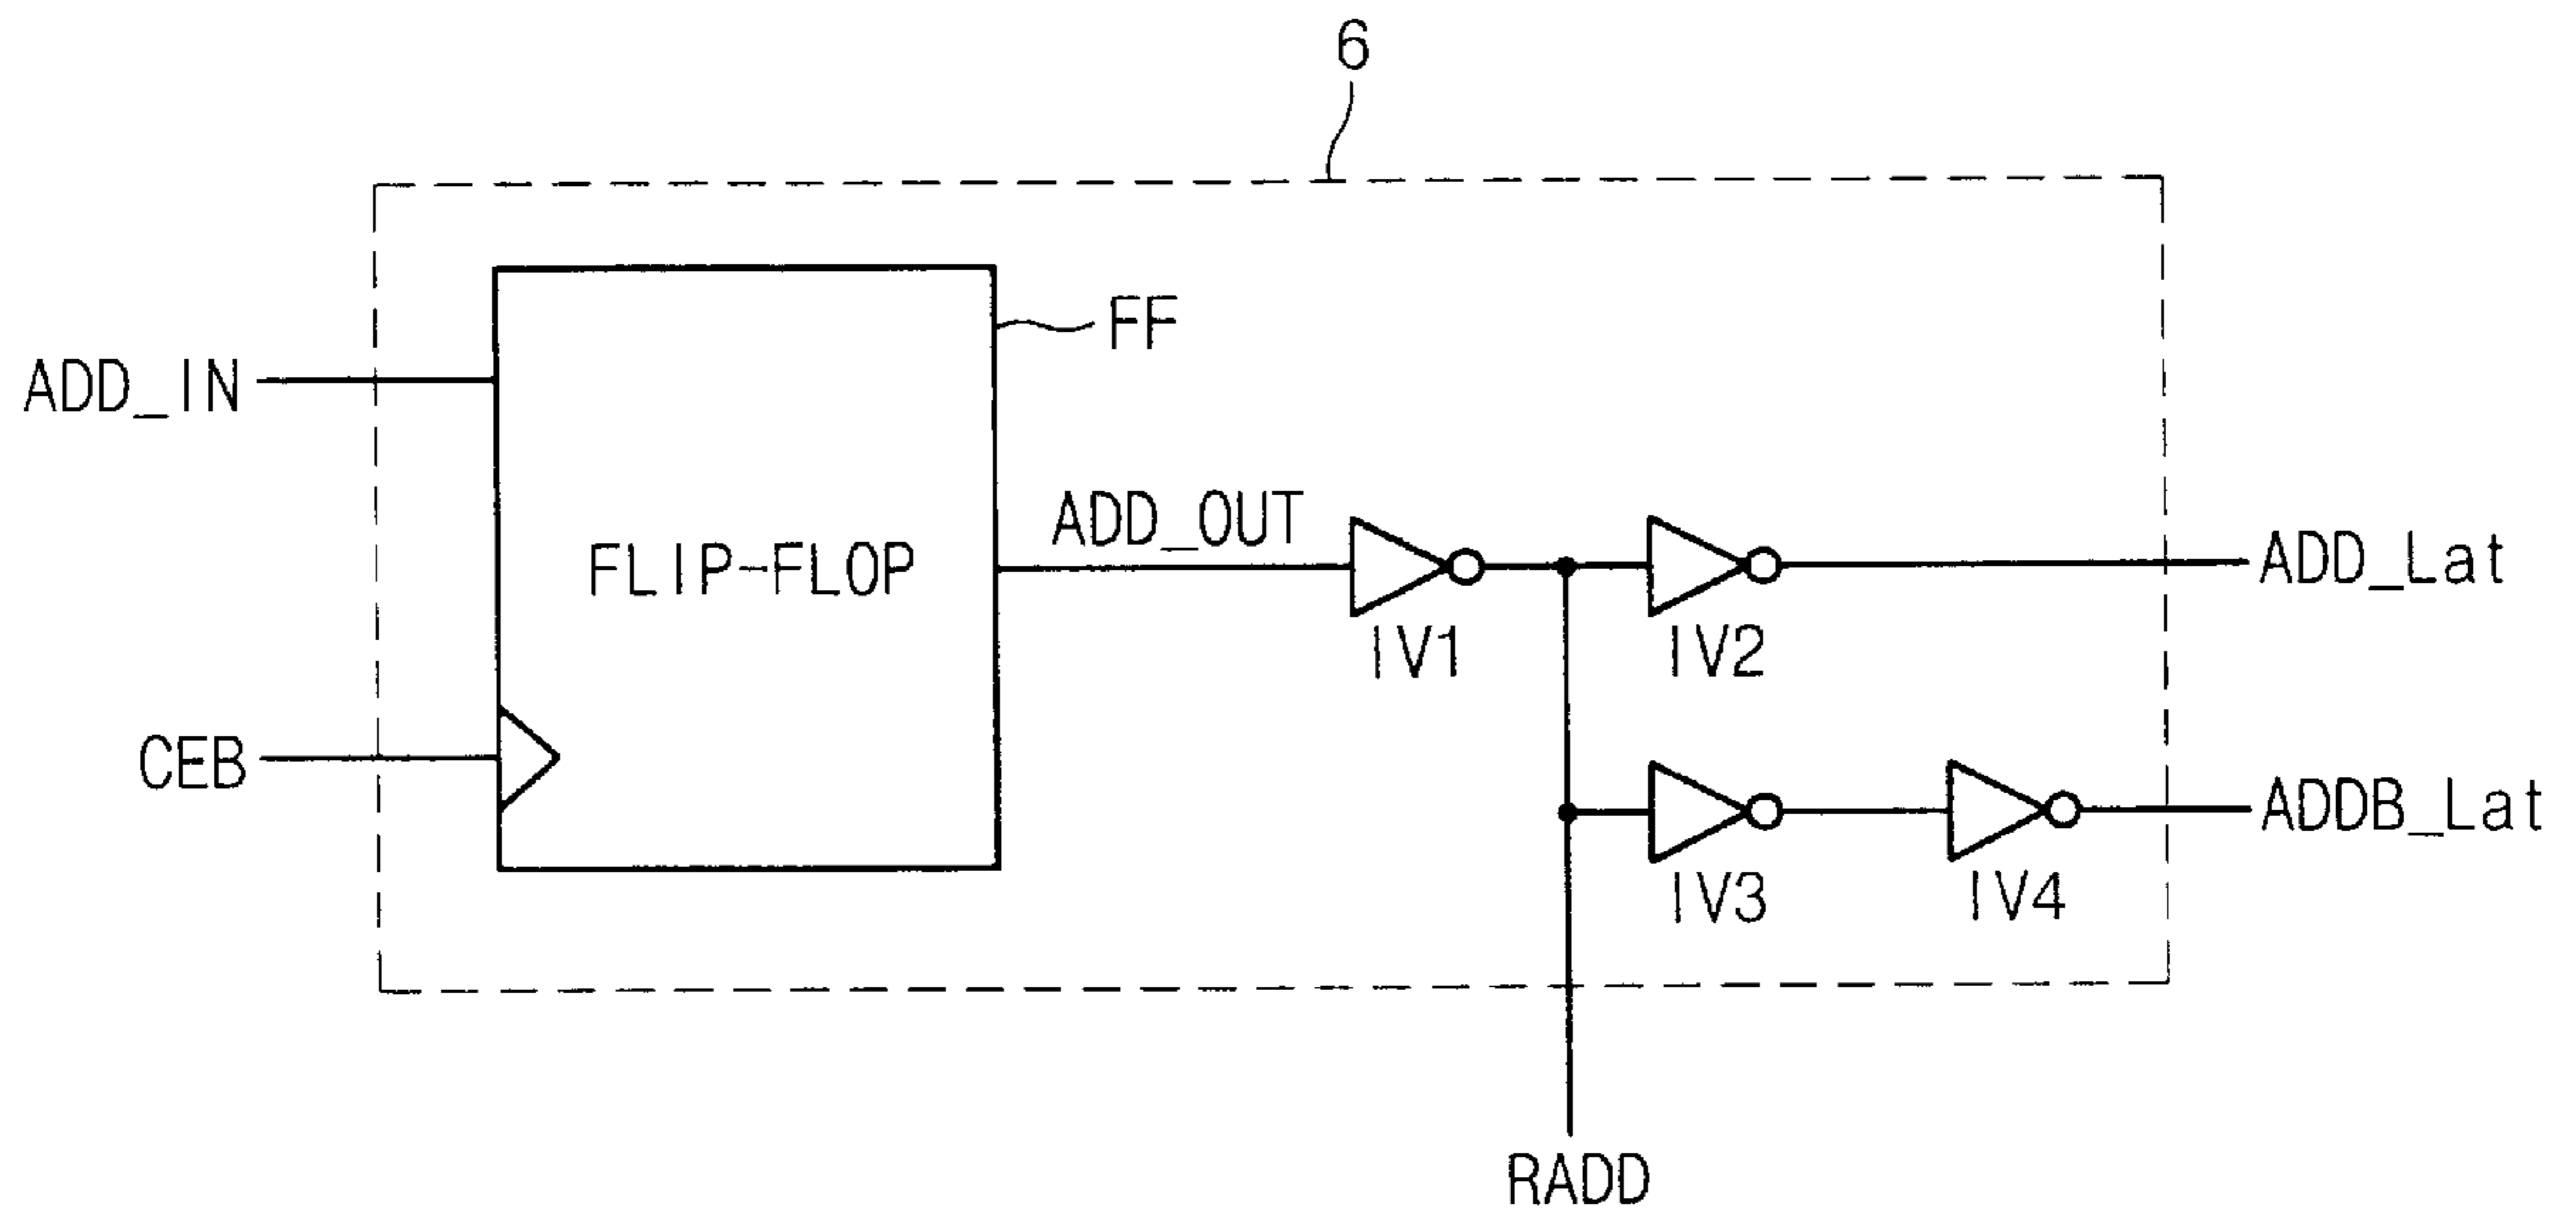 6
FF
ADD_IN
ADD_OUT
FLIP-FLOP
ADD_Lat
IV1
IV2
CEB
ADDB_Lat
IV3
IV4
RADD